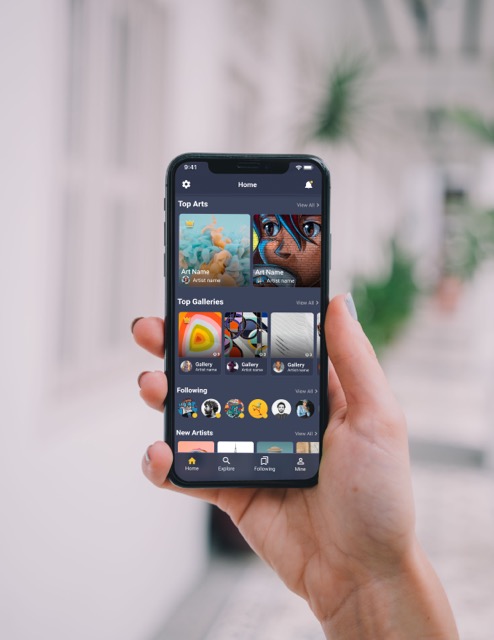 9:41
Home
Top Arts
View All >
Art Name
Artist name
Art Name
Artist name
Top Galleries
View All >
Gallery
Artist name
Gallery
Artist name
Gallery
Artist name
Following
View All >
New Artists
View All >
Home
Explore
Following
Mine